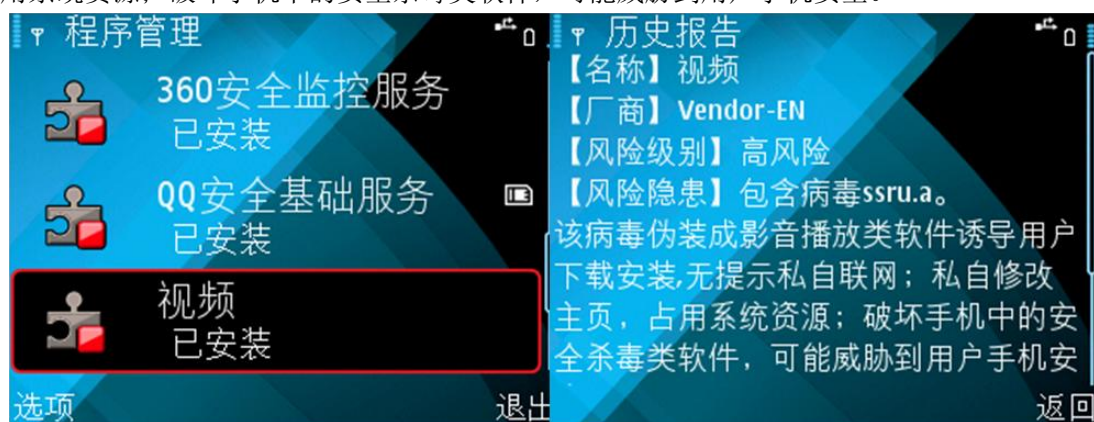 程序管理
360安全监控服务
已安装
QQ安全基础服务
已安装
视频
已安装
选项
退出
历史报告
【名称】视频
【厂商】Vendor-EN
【风险级别】高风险
【风险隐患】包含病毒ssru.a。
该病毒伪装成影音播放类软件诱导用户
下载安装,无提示私自联网；私自修改
主页，占用系统资源；破坏手机中的安
全杀毒类软件，可能威胁到用户手机安
返回